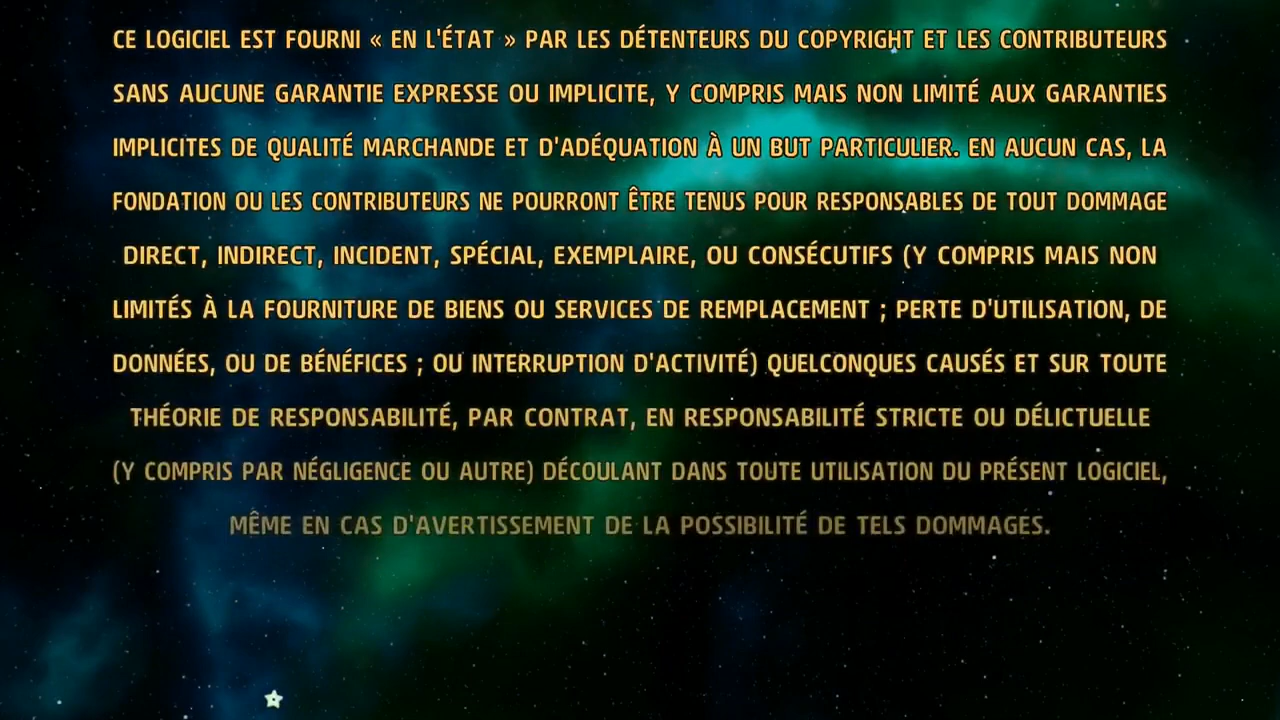 CE LOGICIEL EST FOURNI « EN L'ÉTAT » PAR LES DÉTENTEURS DU COPYRIGHT ET LES CONTRIBUTEURS
SANS AUCUNE GARANTIE EXPRESSE OU IMPLICITE, Y COMPRIS MAIS NON LIMITÉ AUX GARANTIES
IMPLICITES DE QUALITÉ MARCHANDE ET D'ADÉQUATION À UN BUT PARTICULIER. EN AUCUN CAS, LA
FONDATION OU LES CONTRIBUTEURS NE POURRONT ÊTRE TENUS POUR RESPONSABLES DE TOUT DOMMAGE
DIRECT, INDIRECT, INCIDENT, SPÉCIAL, EXEMPLAIRE, OU CONSÉCUTIFS (Y COMPRIS MAIS NON
LIMITÉS À LA FOURNITURE DE BIENS OU SERVICES DE REMPLACEMENT ; PERTE D'UTILISATION, DE
DONNÉES, OU DE BÉNÉFICES ; OU INTERRUPTION D'ACTIVITÉ) QUELCONQUES CAUSÉS ET SUR TOUTE
THÉORIE DE RESPONSABILITÉ, PAR CONTRAT, EN RESPONSABILITÉ STRICTE OU DÉLICTUELLE
(Y COMPRIS PAR NÉGLIGENCE OU AUTRE) DÉCOULANT DANS TOUTE UTILISATION DU PRÉSENT LOGICIEL,
MÊME EN CAS D'AVERTISSEMENT DE LA POSSIBILITÉ DE TELS DOMMAGES.